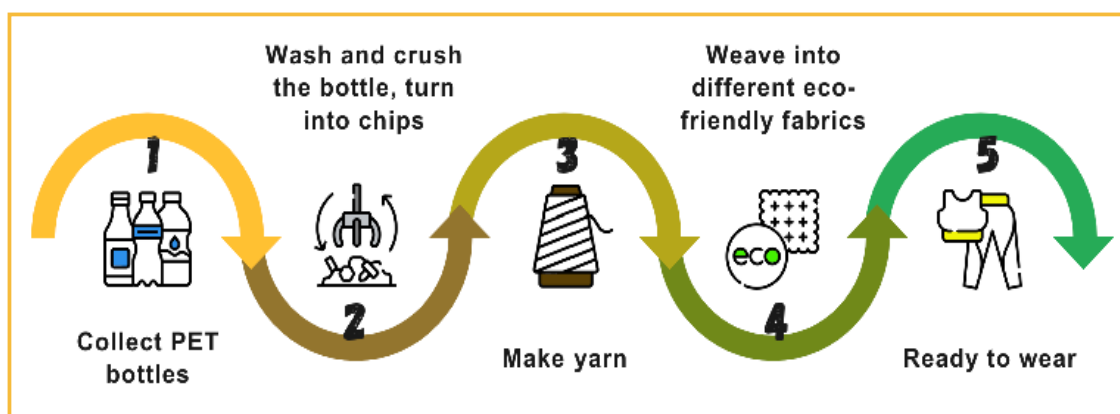 1
Collect PET
bottles
Wash and crush
the bottle, turn
into chips
2
3
Make yarn
Weave into
different eco-
friendly fabrics
eco
4
5
Ready to wear